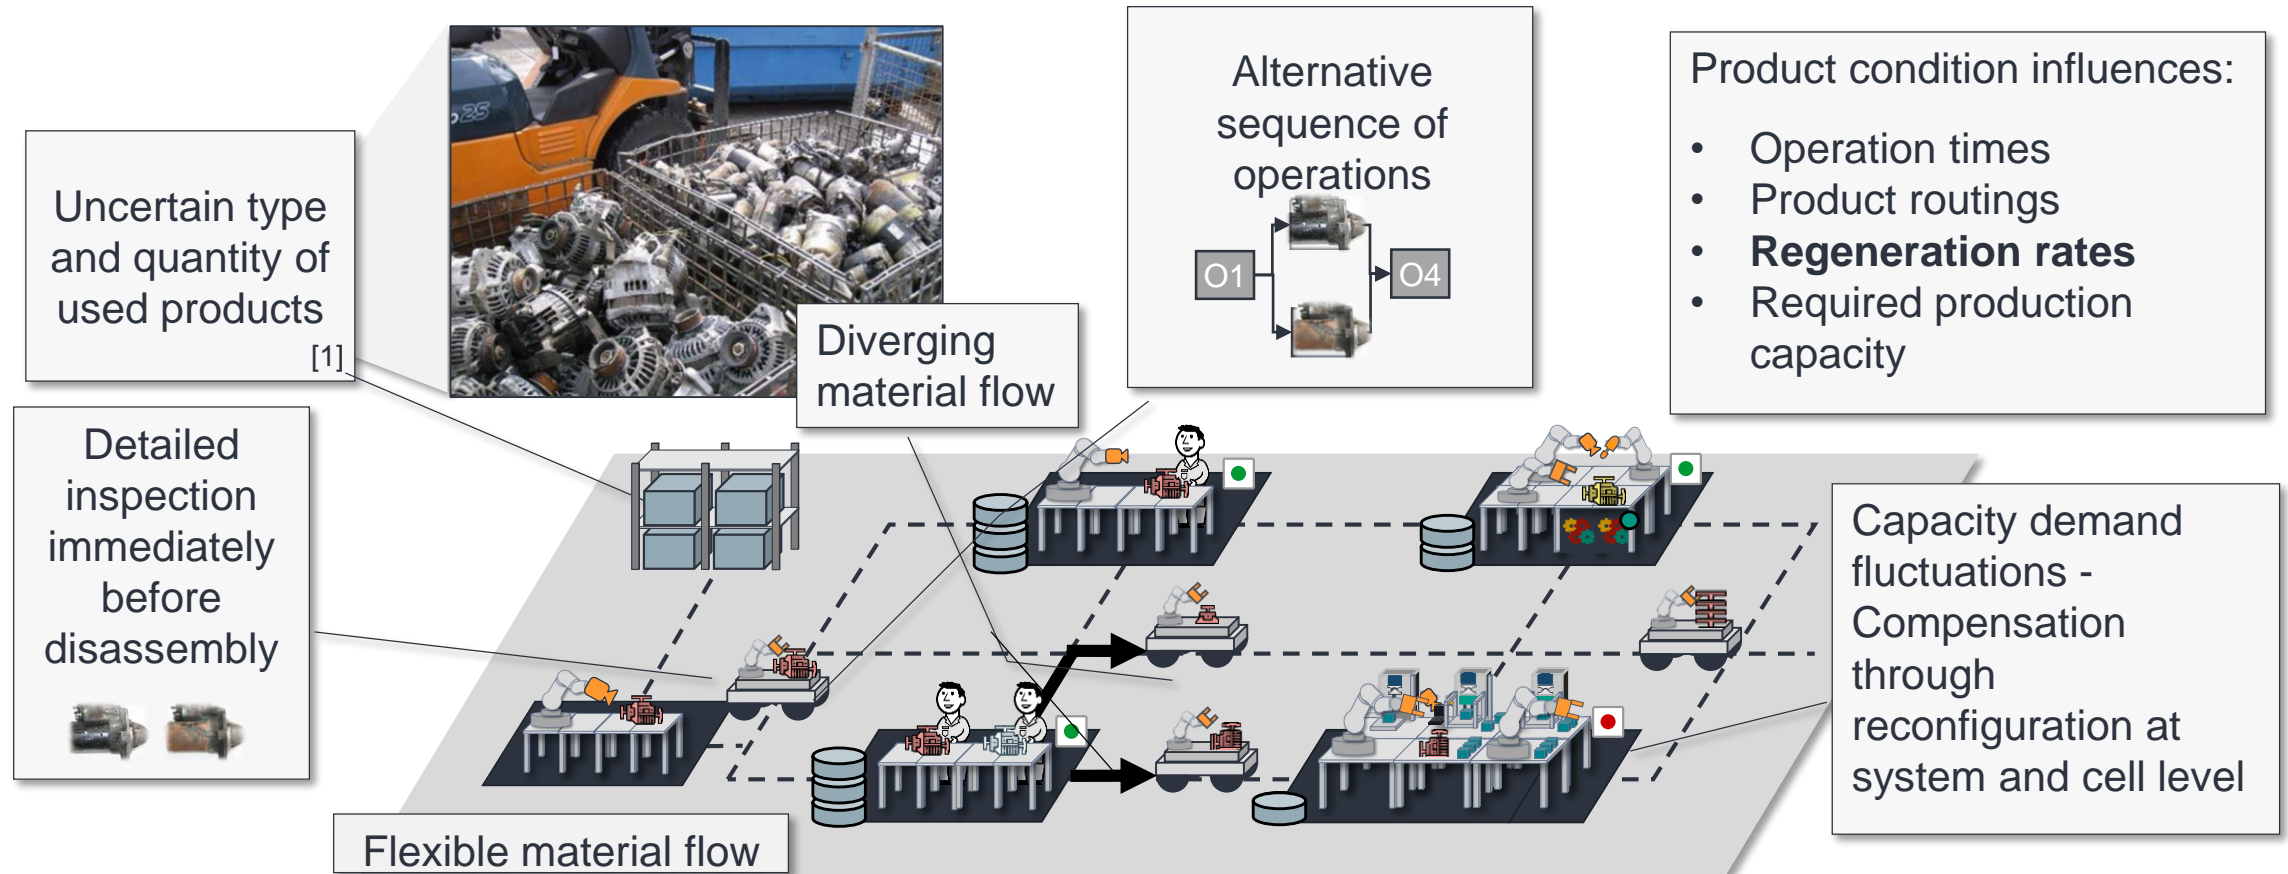 Uncertain type
and quantity of
used products
[1]
25
Alternative
sequence of
operations
O1
O4
Product condition influences:
• Operation times
• Product routings
• Regeneration rates
• Required production
capacity
Diverging
material flow
Detailed
inspection
immediately
before
disassembly
Capacity demand
fluctuations -
Compensation
through
reconfiguration at
system and cell level
Flexible material flow